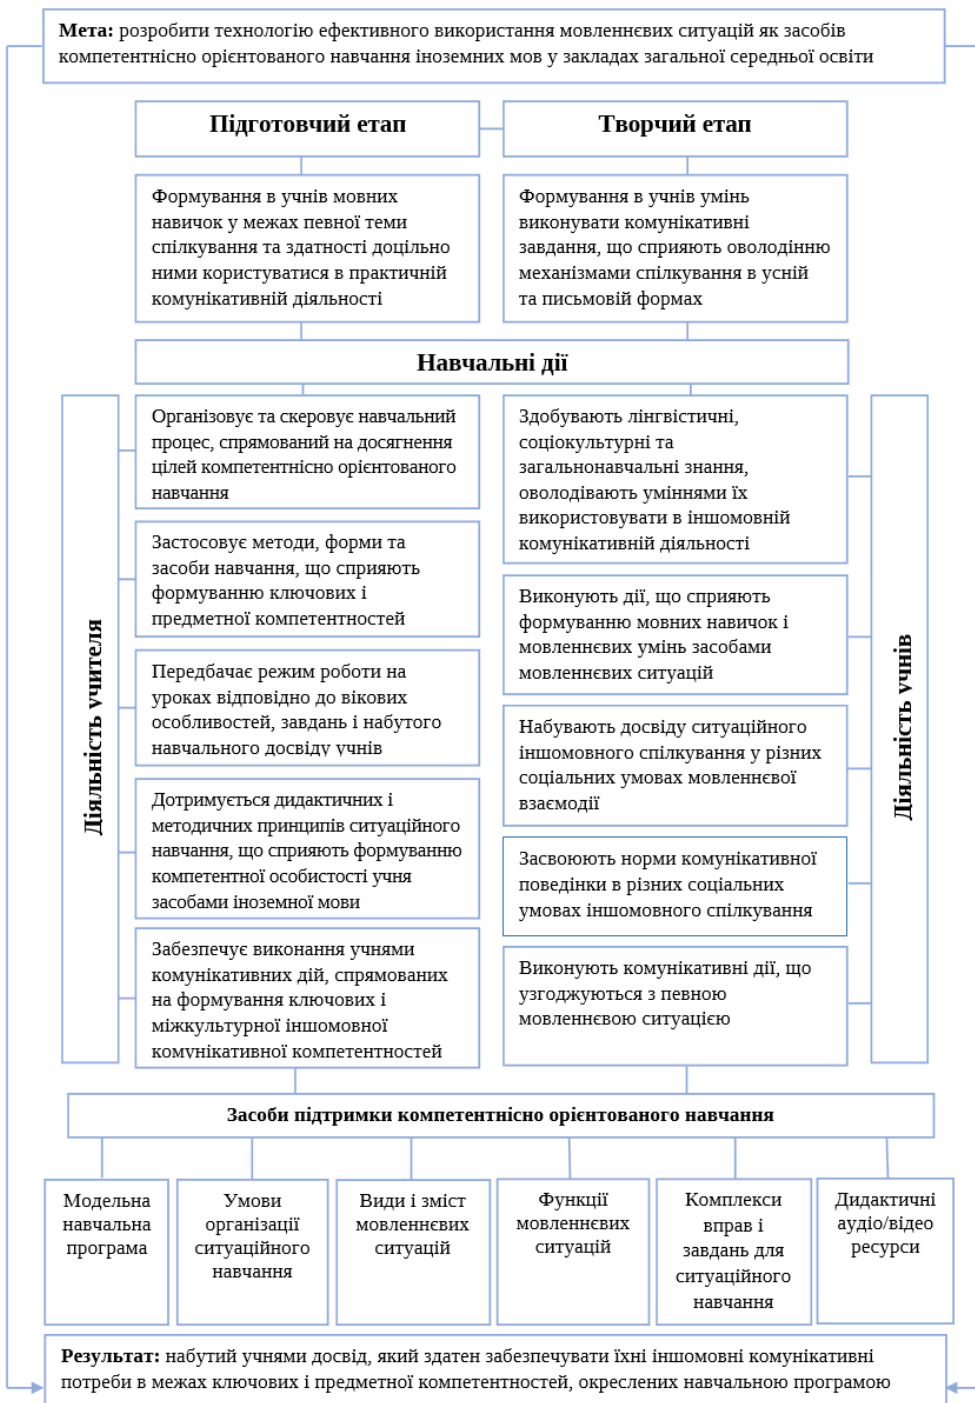 Мета: розробити технологію ефективного використання мовленнєвих ситуацій як засобів
компетентнісно орієнтованого навчання іноземних мов у закладах загальної середньої освіти
Підготовчий етап
Творчий етап
Формування в учнів мовних
навичок у межах певної теми
спілкування та здатності доцільно
ними користуватися в практичній
комунікативній діяльності
Формування в учнів умінь
виконувати комунікативні
завдання, що сприяють оволодінню
механізмами спілкування в усній
та письмовій формах
Навчальні дії
Діяльність учителя
Організовує та скеровує навчальний
процес, спрямований на досягнення
цілей компетентнісно орієнтованого
навчання
Застосовує методи, форми та
засоби навчання, що сприяють
формуванню ключових і
предметної компетентностей
Передбачає режим роботи на
уроках відповідно до вікових
особливостей, завдань і набутого
навчального досвіду учнів
Дотримується дидактичних і
методичних принципів ситуаційного
навчання, що сприяють формуванню
компетентної особистості учня
засобами іноземної мови
Забезпечує виконання учнями
комунікативних дій, спрямованих
на формування ключових і
міжкультурної іншомовної
комунікативної компетентностей
Здобувають лінгвістичні,
соціокультурні та
загальнонавчальні знання,
оволодівають уміннями їх
використовувати в іншомовній
комунікативній діяльності
Виконують дії, що сприяють
формуванню мовних навичок і
мовленнєвих умінь засобами
мовленнєвих ситуацій
Набувають досвіду ситуаційного
іншомовного спілкування у різних
соціальних умовах мовленнєвої
взаємодії
Засвоюють норми комунікативної
поведінки в різних соціальних
умовах іншомовного спілкування
Виконують комунікативні дії, що
узгоджуються з певною
мовленнєвою ситуацією
Діяльність учнів
Засоби підтримки компетентнісно орієнтованого навчання
Модельна
навчальна
програма
Умови
організації
ситуаційного
навчання
Види і зміст
мовленнєвих
ситуацій
Функції
мовленнєвих
ситуацій
Комплекси
вправ і
завдань для
ситуаційного
навчання
Дидактичні
аудіо/відео
ресурси
Результат: набутий учнями досвід, який здатен забезпечувати їхні іншомовні комунікативні
потреби в межах ключових і предметної компетентностей, окреслених навчальною програмою